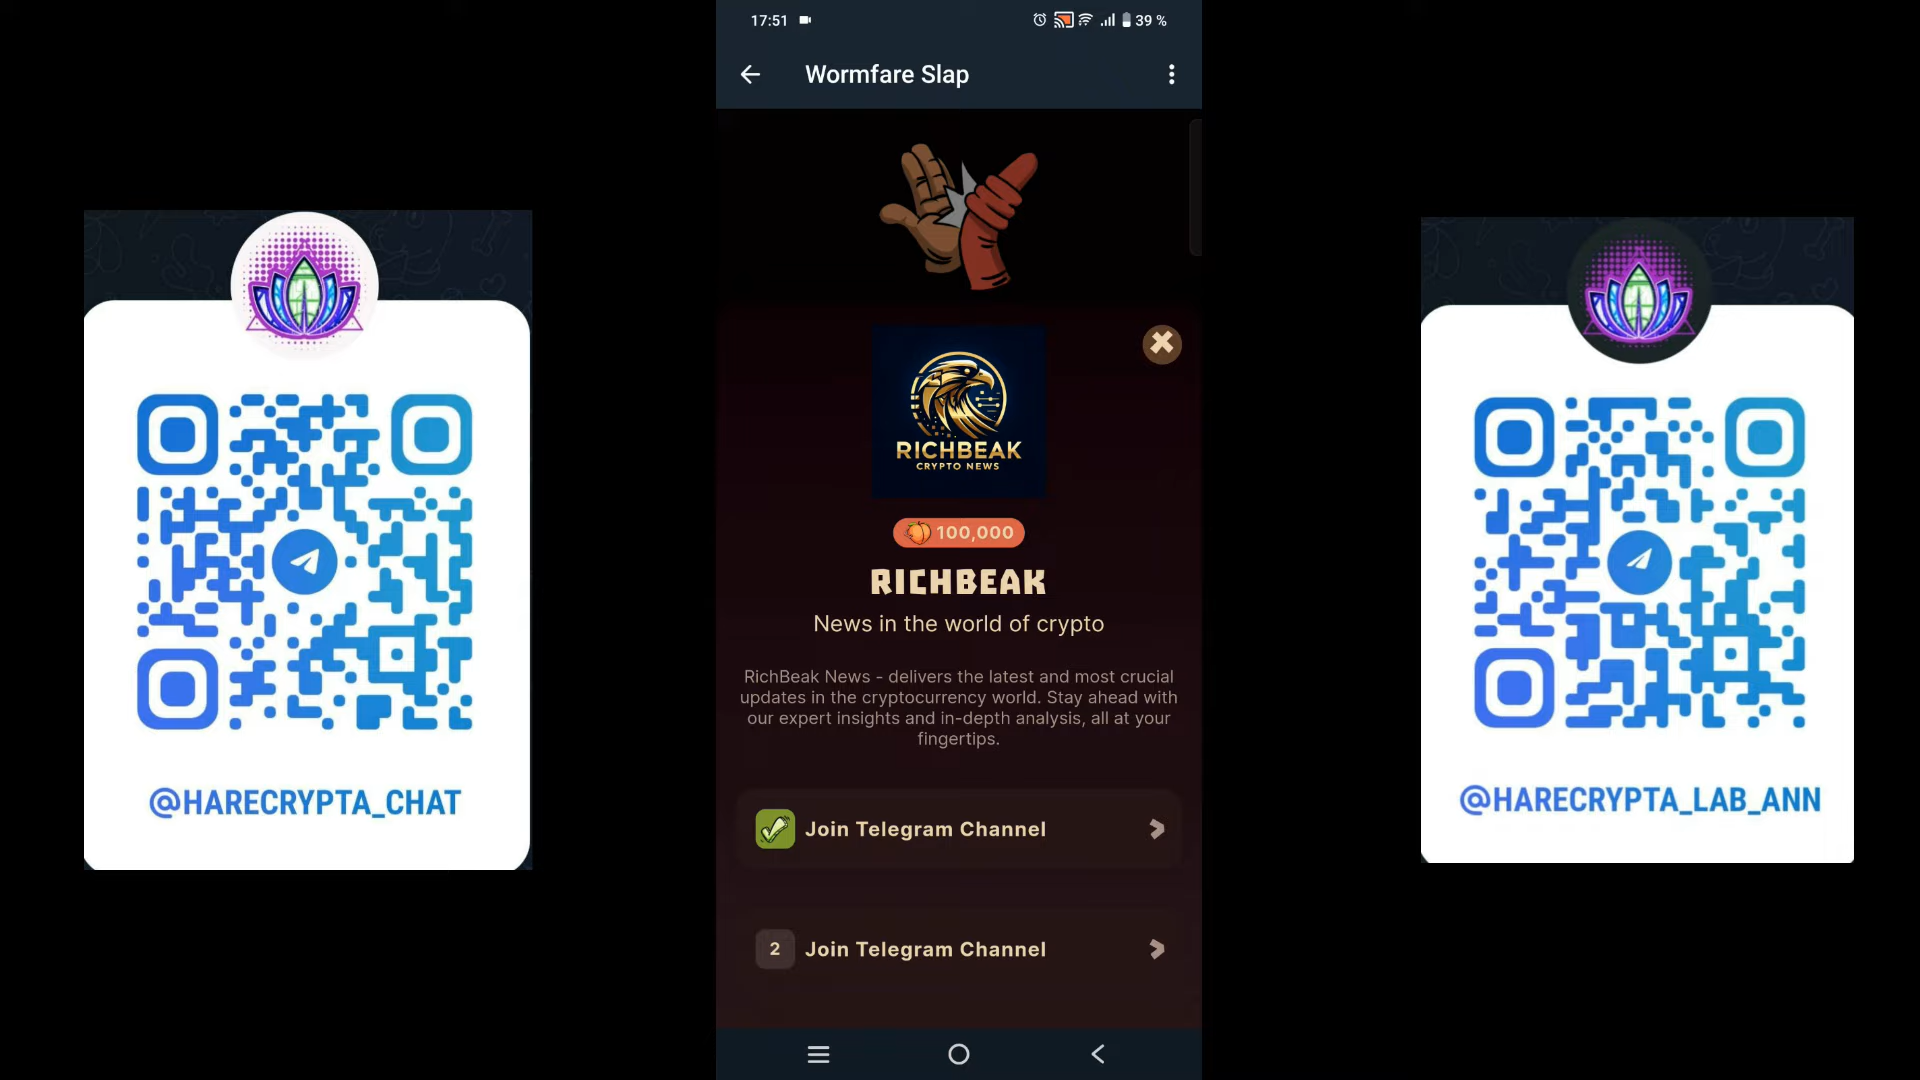 17:51
39 %
Wormfare Slap
RICHBEAK
CRYPTO NEWS
100,000
RICHBEAK
News in the world of crypto
RichBeak News - delivers the latest and most crucial
updates in the cryptocurrency world. Stay ahead with
our expert insights and in-depth analysis, all at your
fingertips.
Join Telegram Channel
2 Join Telegram Channel
@HARECRYPTA_CHAT
@HARECRYPTA_LAB_ANN